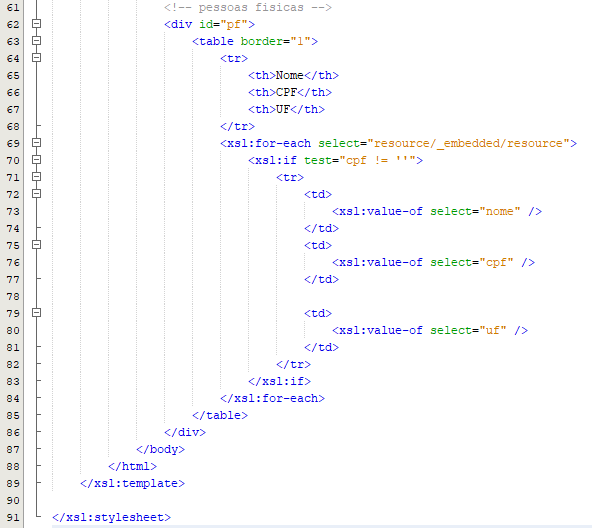 61 <!-- pessoas fisicas -->
62 <div id="pf">
63 <table border="1">
64 <tr>
65 <th>Nome</th>
66 <th>CPF</th>
67 <th>UF</th>
68 </tr>
69 <xsl:for-each select="resource/_embedded/resource">
70 <xsl:if test="cpf != ''">
71 <tr>
72 <td>
73 <xsl:value-of select="nome" />
74 </td>
75 <td>
76 <xsl:value-of select="cpf" />
77 </td>
78
79 <td>
80 <xsl:value-of select="uf" />
81 </td>
82 </tr>
83 </xsl:if>
84 </xsl:for-each>
85 </table>
86 </div>
87 </body>
88 </html>
89 </xsl:template>
90
91 </xsl:stylesheet>